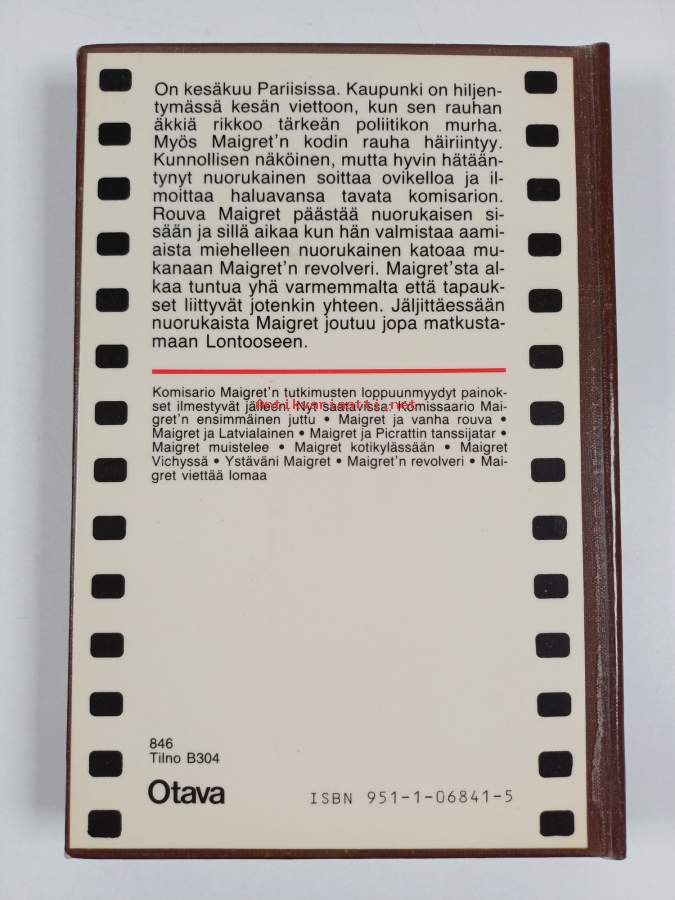 On kesäkuu Pariisissa. Kaupunki on hiljen-
tymässä kesän viettoon, kun sen rauhan
äkkiä rikkoo tärkeän poliitikon murha.
Myös Maigret'n kodin rauha häiriintyy.
Kunnollisen näköinen, mutta hyvin hätään-
tynyt nuorukainen soittaa ovikelloa ja il-
moittaa haluavansa tavata komisarion.
Rouva Maigret päästää nuorukaisen si-
sään ja sillä aikaa kun hän valmistaa aami-
aista miehelleen nuorukainen katoaa mu-
kanaan Maigret'n revolveri. Maigret'sta al-
kaa tuntua yhä varmemmalta että tapauk-
set liittyvät jotenkin yhteen. Jäljittäessään
nuorukaista Maigret joutuu jopa matkusta-
maan Lontooseen.
Komisario Maigret'n tutkimusten loppuunmyydyt painok-
set ilmestyvät jälleen. Nyt saatavissa: Komissaario Mai-
gret'n ensimmäinen juttu • Maigret ja vanha rouva •
Maigret ja Latvialainen • Maigret ja Picrattin tanssijatar •
Maigret muistelee • Maigret kotikylässään • Maigret
Vichyssä • Ystäväni Maigret • Maigret'n revolveri • Mai-
gret viettää lomaa
antikvariaatti.net
846
Tilno B304
Otava
ISBN 951-1-06841-5